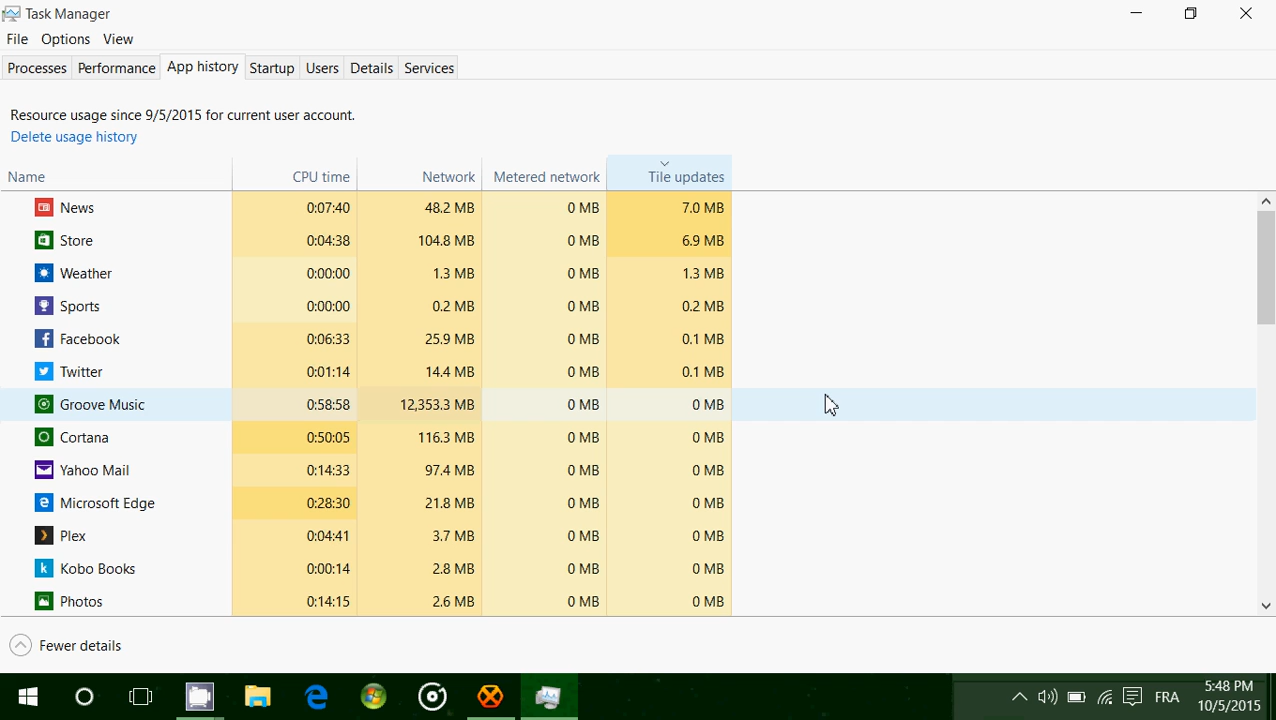 Task Manager
File Options View
Processes Performance App history Startup Users Details Services
Resource usage since 9/5/2015 for current user account.
Delete usage history
Name CPU time Network Metered network Tile updates
News 0:07:40 48.2 MB 0 MB 7.0 MB
Store 0:04:38 104.8 MB 0 MB 6.9 MB
Weather 0:00:00 1.3 MB 0 MB 1.3 MB
Sports 0:00:00 0.2 MB 0 MB 0.2 MB
Facebook 0:06:33 25.9 MB 0 MB 0.1 MB
Twitter 0:01:14 14.4 MB 0 MB 0.1 MB
Groove Music 0:58:58 12,353.3 MB 0 MB 0 MB
Cortana 0:50:05 116.3 MB 0 MB 0 MB
Yahoo Mail 0:14:33 97.4 MB 0 MB 0 MB
Microsoft Edge 0:28:30 21.8 MB 0 MB 0 MB
Plex 0:04:41 3.7 MB 0 MB 0 MB
Kobo Books 0:00:14 2.8 MB 0 MB 0 MB
Photos 0:14:15 2.6 MB 0 MB 0 MB
Fewer details
FRA 5:48 PM
10/5/2015